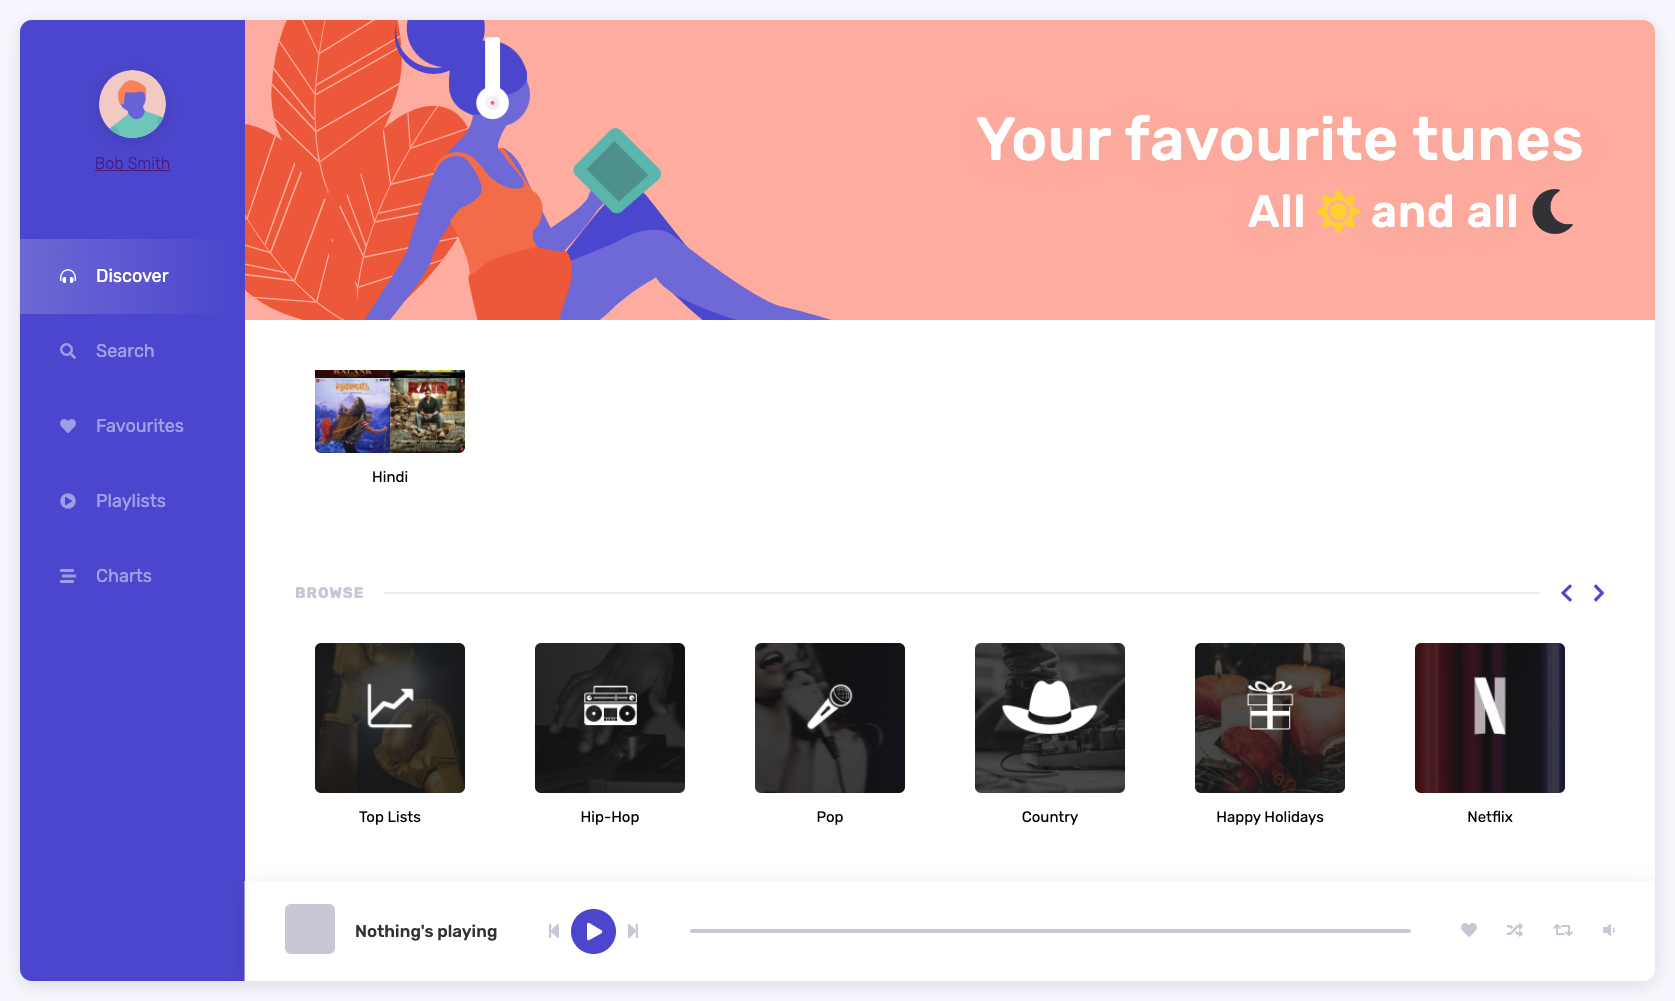 Bob Smith
Discover
Search
Favourites
Playlists
Charts
Your favourite tunes
All and all
KALANK
RAID
Hindi
BROWSE
Top Lists
Hip-Hop
Pop
Country
Happy Holidays
N
Netflix
Nothing's playing